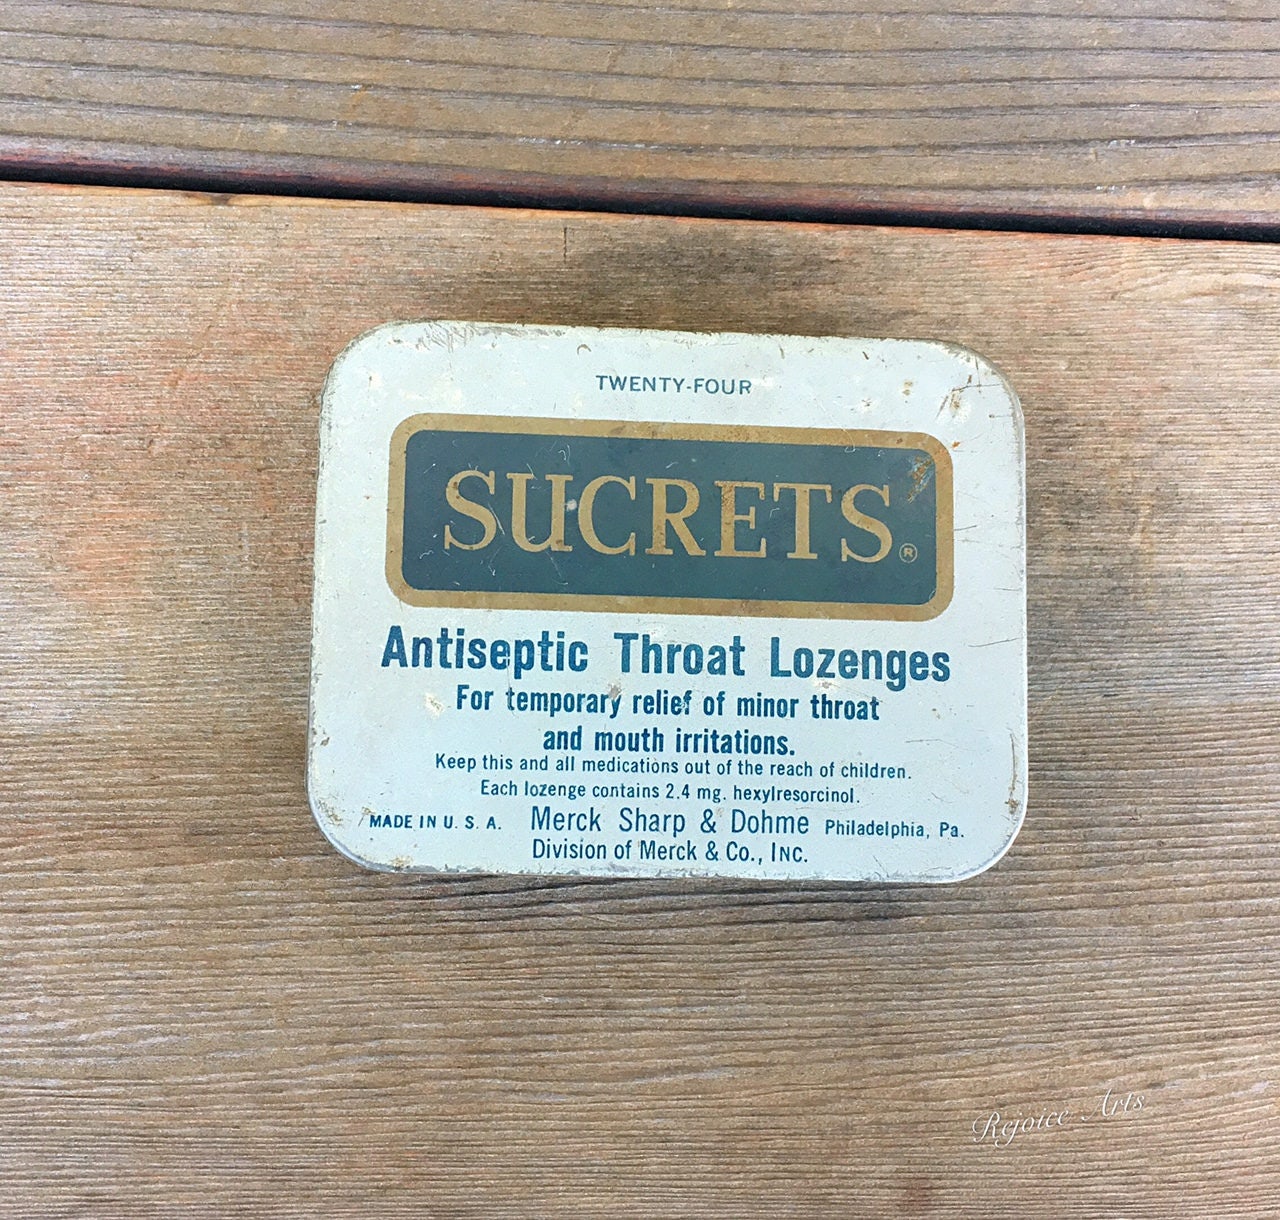 TWENTY-FOUR
SUCRETS®
Antiseptic Throat Lozenges
For temporary relief of minor throat
and mouth irritations.
Keep this and all medications out of the reach of children.
Each lozenge contains 2.4 mg. hexylresorcinol.
MADE IN U. S. A. Merck Sharp & Dohme Philadelphia, Pa.
Division of Merck & Co., INC.
Rejoice Arts